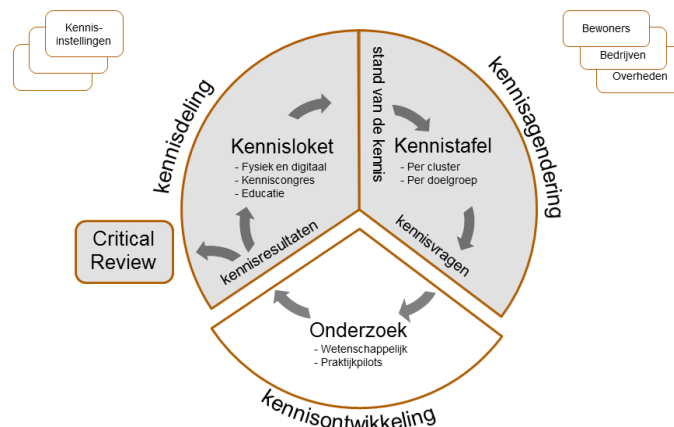 Kennis-
instellingen
Bewoners
Bedrijven
Overheden
kennisdeling
stand van de kennis
kennisagendering
Kennisloket
- Fysiek en digitaal
- Kenniscongres
- Educatie
Kennistafel
- Per cluster
- Per doelgroep
Critical
Review
kennisresultaten
kennisvragen
Onderzoek
- Wetenschappelijk
- Praktijkpilots
kennisontwikkeling